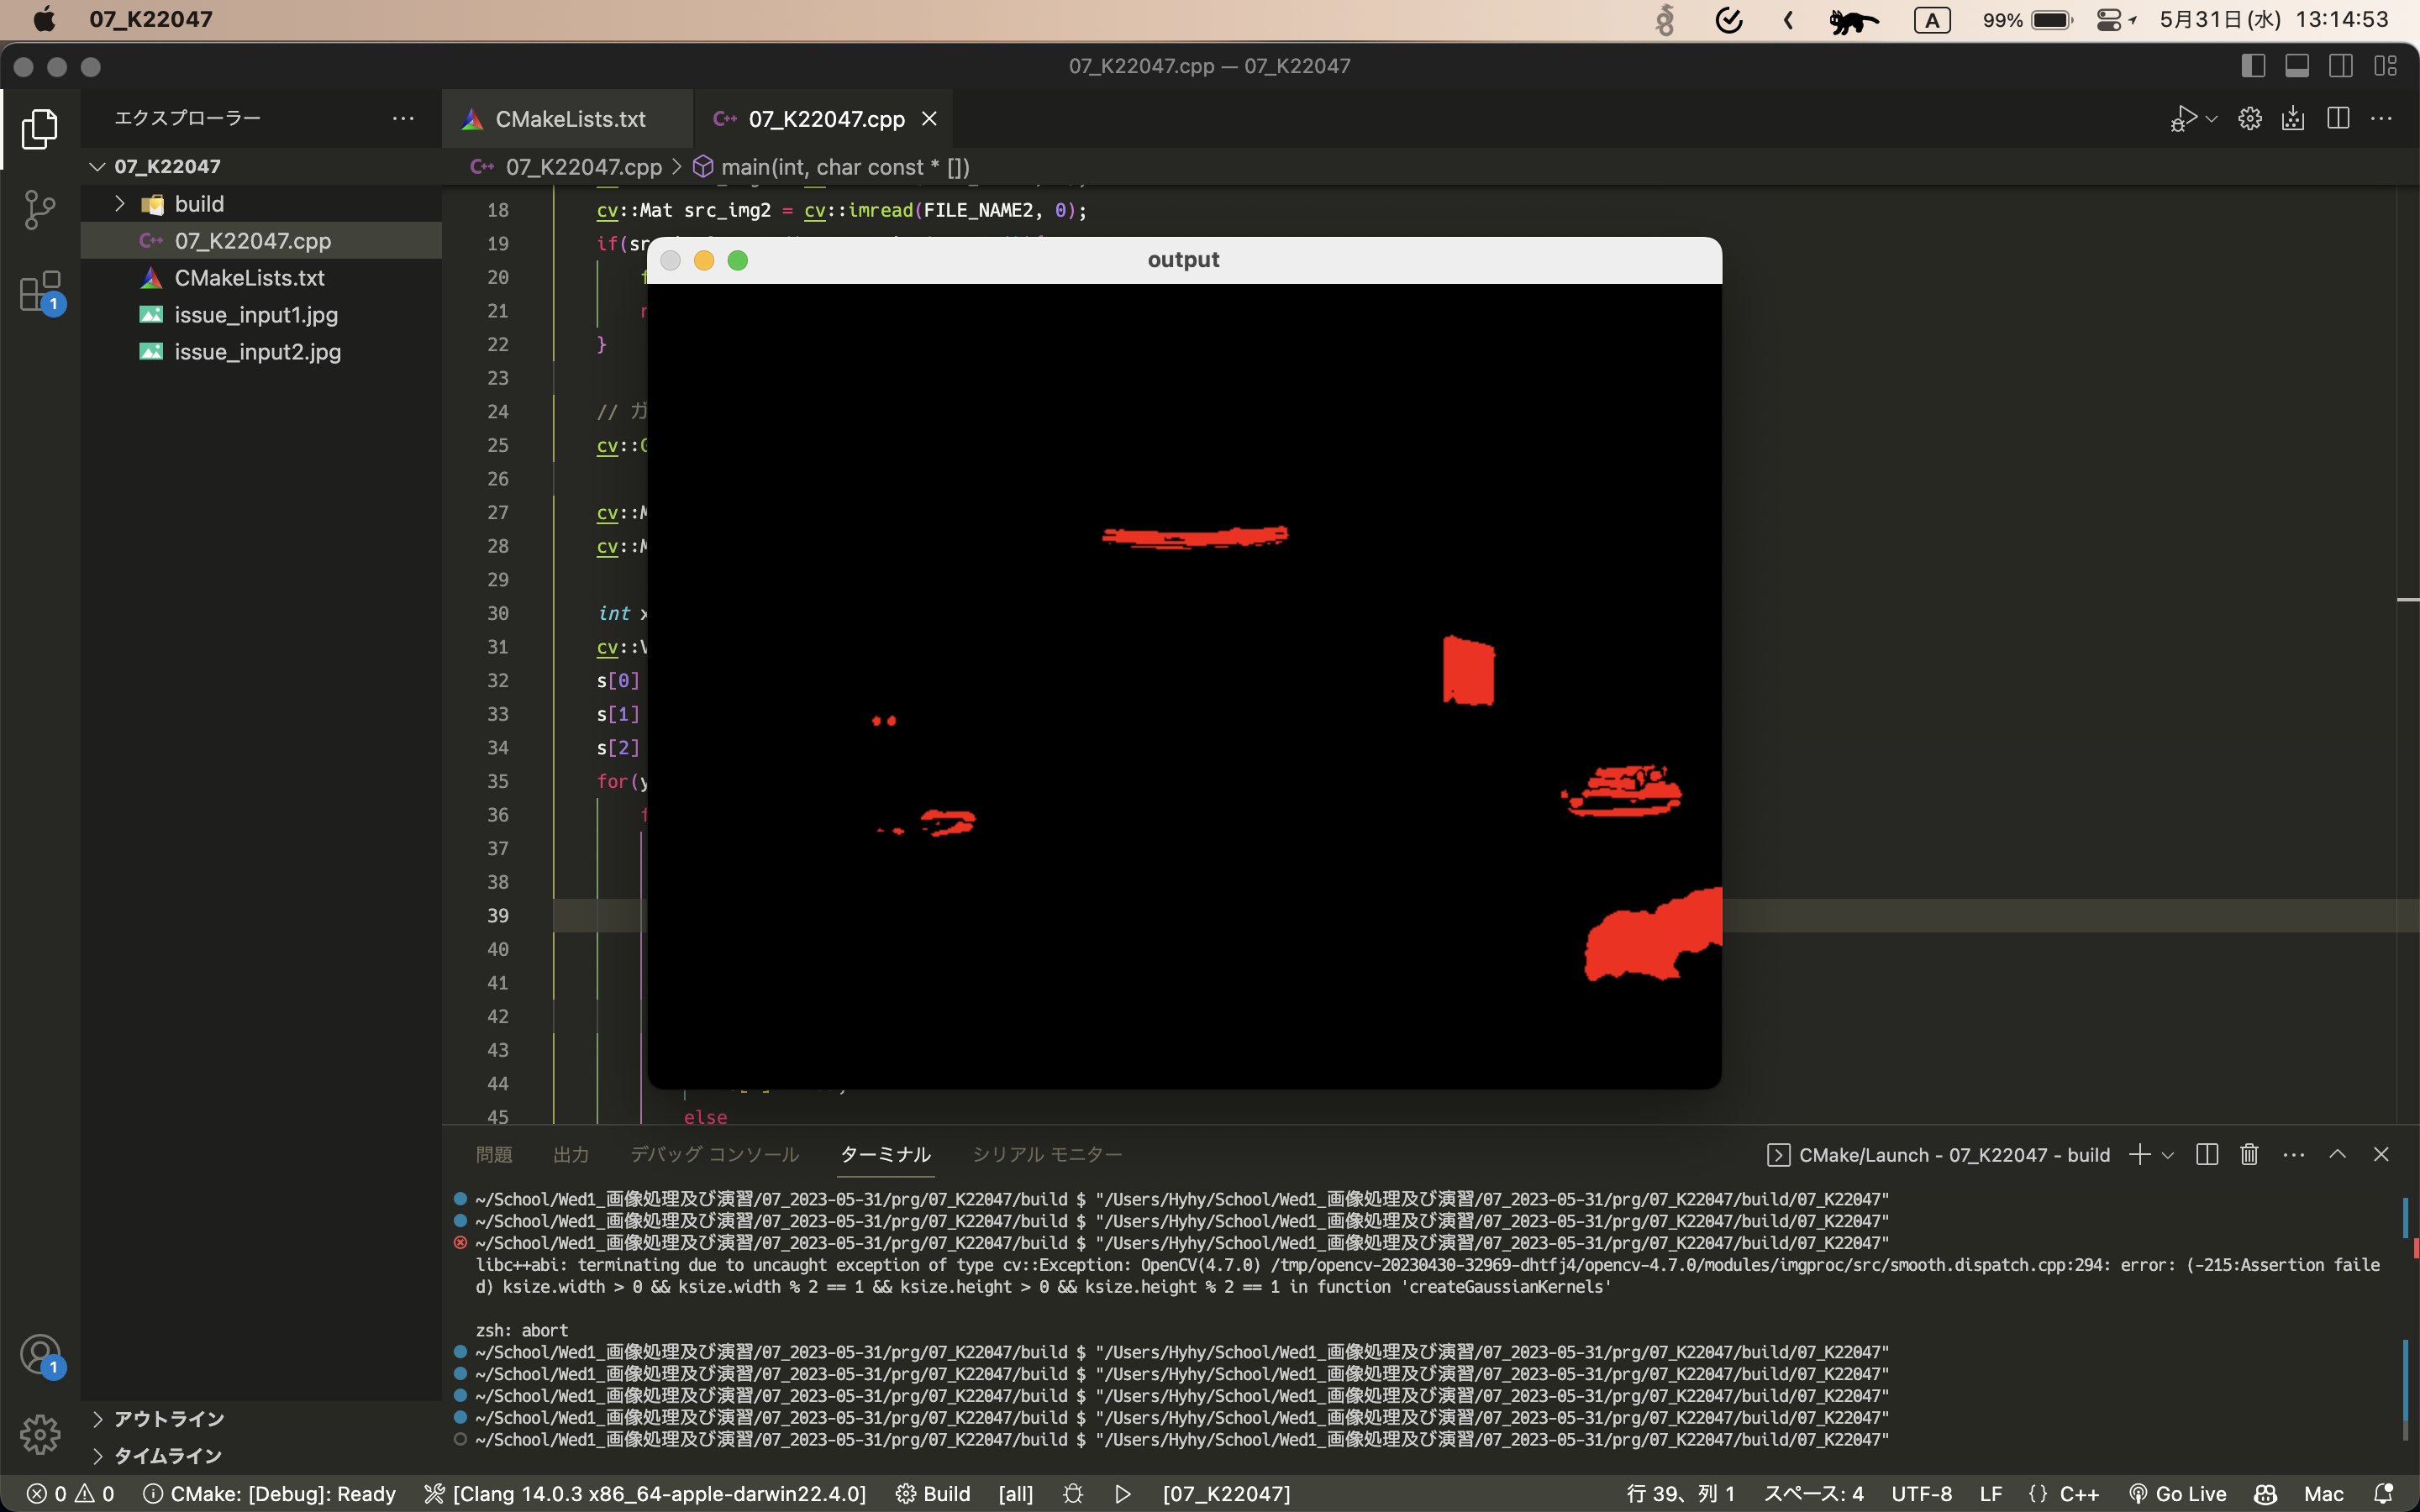 07_K22047
A
99%
5月31日(水) 13:14:53
07_K22047.cpp — 07_K22047
エクスプローラー
CMakeLists.txt
07_K22047.cpp
07_K22047
07_K22047.cpp > main(int, char const * [])
build
07_K22047.cpp
CMakeLists.txt
issue_input1.jpg
issue_input2.jpg
1
18 cv::Mat src_img2 = cv::imread(FILE_NAME2, 0);
19 if(sr
20
21
22 }
23
24 // ガ
25 cv::G
26
27 cv::M
28 cv::M
29
30 int x
31 cv::V
32 s[0]
33 s[1]
34 s[2]
35 for(y
36
37
38
39
40
41
42
43
44
45 else
output
問題
出力
デバッグ コンソール
ターミナル
シリアル モニター
CMake/Launch - 07_K22047 - build
~/School/Wed1_画像処理及び演習/07_2023-05-31/prg/07_K22047/build $ "/Users/Hyhy/School/Wed1_画像処理及び演習/07_2023-05-31/prg/07_K22047/build/07_K22047"
~/School/Wed1_画像処理及び演習/07_2023-05-31/prg/07_K22047/build $ "/Users/Hyhy/School/Wed1_画像処理及び演習/07_2023-05-31/prg/07_K22047/build/07_K22047"
~/School/Wed1_画像処理及び演習/07_2023-05-31/prg/07_K22047/build $ "/Users/Hyhy/School/Wed1_画像処理及び演習/07_2023-05-31/prg/07_K22047/build/07_K22047"
libc++abi: terminating due to uncaught exception of type cv::Exception: OpenCV(4.7.0) /tmp/opencv-20230430-32969-dhtfj4/opencv-4.7.0/modules/imgproc/src/smooth.dispatch.cpp:294: error: (-215:Assertion faile
d) ksize.width > 0 && ksize.width % 2 == 1 && ksize.height > 0 && ksize.height % 2 == 1 in function 'createGaussianKernels'
zsh: abort
~/School/Wed1_画像処理及び演習/07_2023-05-31/prg/07_K22047/build $ "/Users/Hyhy/School/Wed1_画像処理及び演習/07_2023-05-31/prg/07_K22047/build/07_K22047"
~/School/Wed1_画像処理及び演習/07_2023-05-31/prg/07_K22047/build $ "/Users/Hyhy/School/Wed1_画像処理及び演習/07_2023-05-31/prg/07_K22047/build/07_K22047"
~/School/Wed1_画像処理及び演習/07_2023-05-31/prg/07_K22047/build $ "/Users/Hyhy/School/Wed1_画像処理及び演習/07_2023-05-31/prg/07_K22047/build/07_K22047"
~/School/Wed1_画像処理及び演習/07_2023-05-31/prg/07_K22047/build $ "/Users/Hyhy/School/Wed1_画像処理及び演習/07_2023-05-31/prg/07_K22047/build/07_K22047"
~/School/Wed1_画像処理及び演習/07_2023-05-31/prg/07_K22047/build $ "/Users/Hyhy/School/Wed1_画像処理及び演習/07_2023-05-31/prg/07_K22047/build/07_K22047"
1
アウトライン
タイムライン
0 0 CMake: [Debug]: Ready [Clang 14.0.3 x86_64-apple-darwin22.4.0] Build [all] [07_K22047] 行 39、列 1 スペース: 4 UTF-8 LF {} C++ Go Live Mac